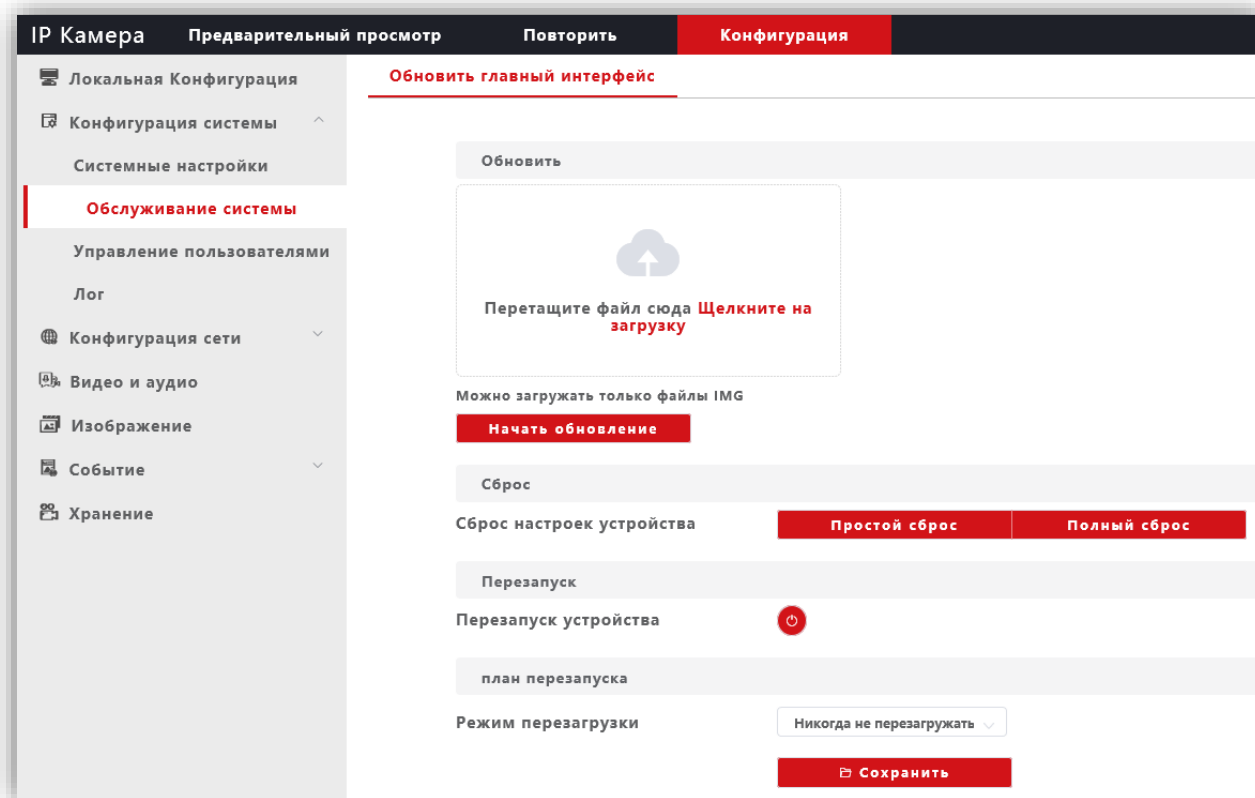 IP Камера Предварительный просмотр Повторить Конфигурация
Локальная Конфигурация
Конфигурация системы
Системные настройки
Обслуживание системы
Управление пользователями
Лог
Конфигурация сети
Видео и аудио
Изображение
Событие
Хранение
Обновить главный интерфейс
Обновить
Перетащите файл сюда Щелкните на
загрузку
Можно загружать только файлы IMG
Начать обновление
Сброс
Сброс настроек устройства Простой сброс Полный сброс
Перезапуск
Перезапуск устройства
план перезапуска
Режим перезагрузки Никогда не перезагружать
Сохранить